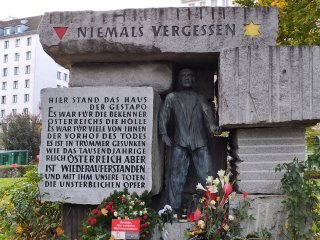 NIEMALS VERGESSEN
HIER STAND DAS HAUS
DER GESTAPO.
ES WAR FÜR DIE BEKENNER
ÖSTERREICHS DIE HÖLLE
ES WAR FÜR VIELE VON IHNEN
DER VORHOF DES TODES
ES IST IN TRÜMMER GESUNKEN
WIE DAS TAUSENDJÄHRIGE
REICH ÖSTERREICH ABER
IST WIEDERAUFERSTANDEN
UND MIT IHM UNSERE TOTEN
DIE UNSTERBLICHEN OPFER